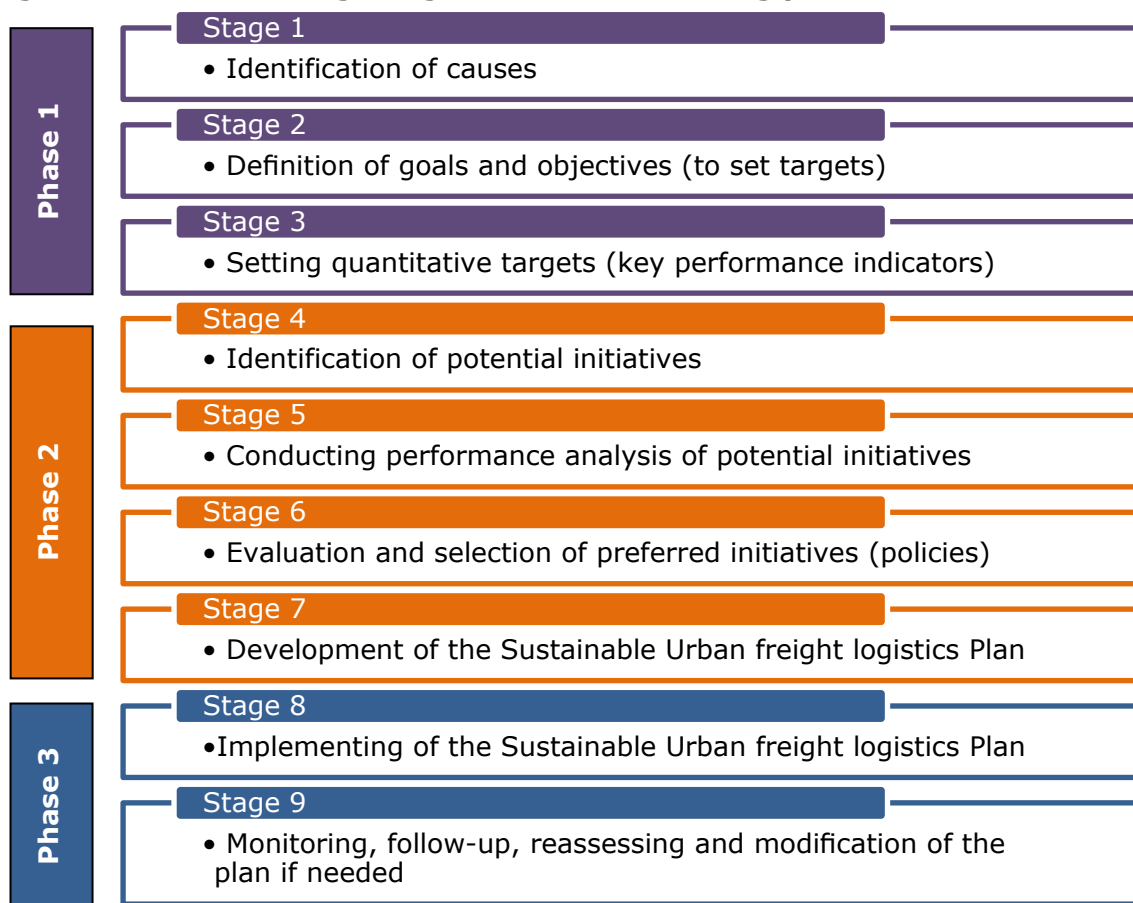 Phase 1
Stage 1
• Identification of causes
Stage 2
• Definition of goals and objectives (to set targets)
Stage 3
• Setting quantitative targets (key performance indicators)
Phase 2
Stage 4
• Identification of potential initiatives
Stage 5
• Conducting performance analysis of potential initiatives
Stage 6
• Evaluation and selection of preferred initiatives (policies)
Stage 7
• Development of the Sustainable Urban freight logistics Plan
Phase 3
Stage 8
•Implementing of the Sustainable Urban freight logistics Plan
Stage 9
• Monitoring, follow-up, reassessing and modification of the
plan if needed